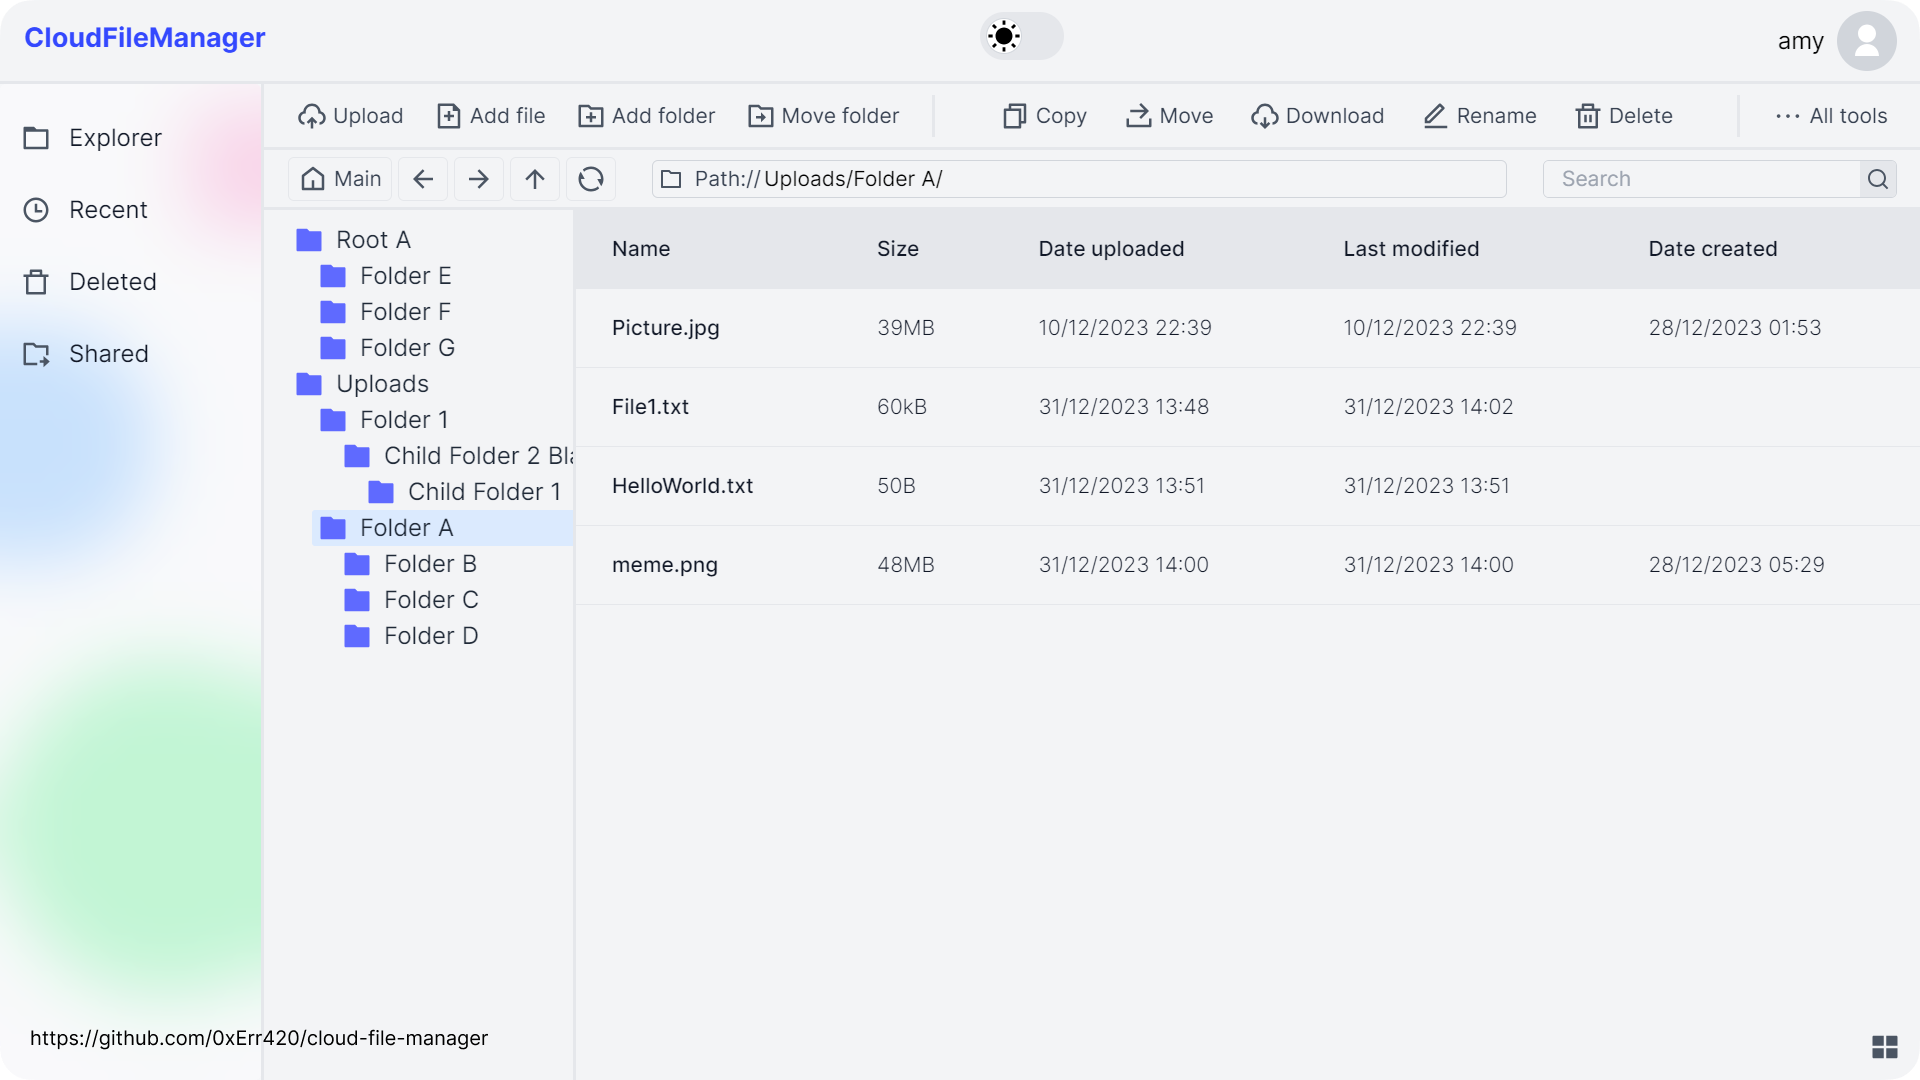 CloudFileManager
amy
Explorer
Recent
Deleted
Shared
Upload Add file Add folder Move folder Copy Move Download Rename Delete ··· All tools
Main Path:// Uploads/Folder A/ Search
Root A
Folder E
Folder F
Folder G
Uploads
Folder 1
Child Folder 2 Bla
Child Folder 1
Folder A
Folder B
Folder C
Folder D
Name Size Date uploaded Last modified Date created
Picture.jpg 39MB 10/12/2023 22:39 10/12/2023 22:39 28/12/2023 01:53
File1.txt 60kB 31/12/2023 13:48 31/12/2023 14:02
HelloWorld.txt 50B 31/12/2023 13:51 31/12/2023 13:51
meme.png 48MB 31/12/2023 14:00 31/12/2023 14:00 28/12/2023 05:29
https://github.com/0xErr420/cloud-file-manager